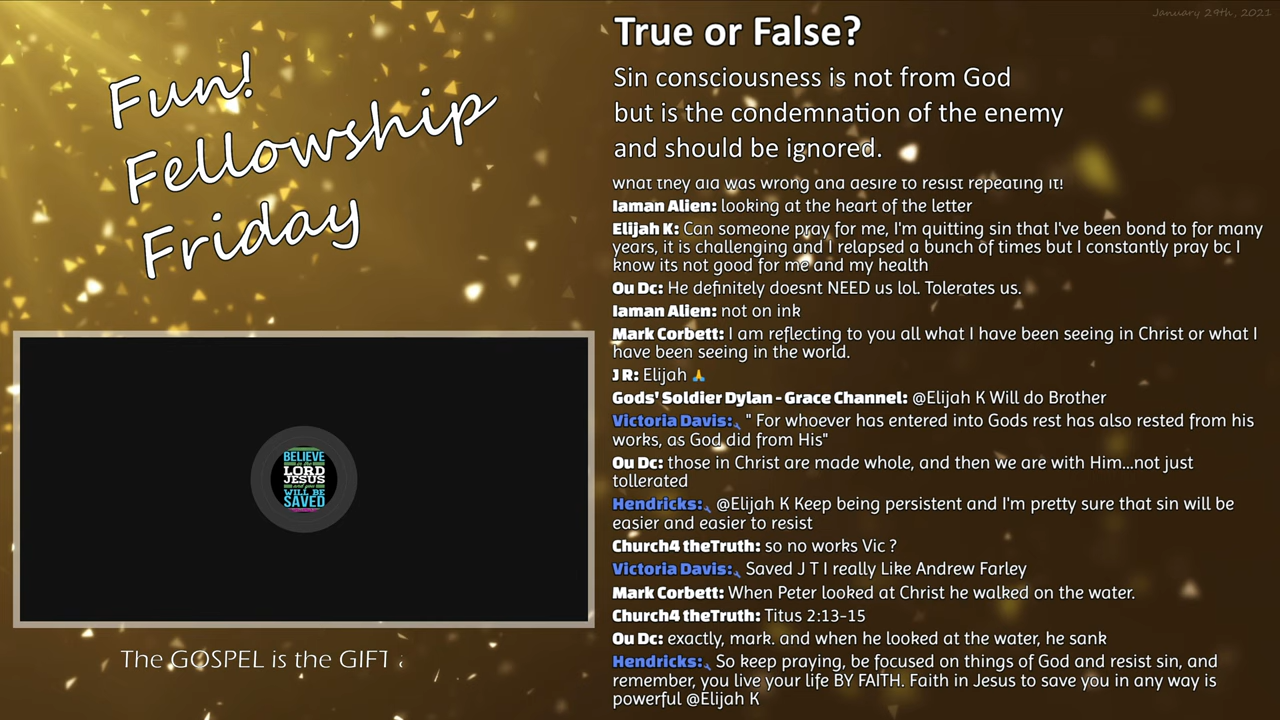 January 29th, 2021
Fun!
Fellowship
Friday
True or False?
Sin consciousness is not from God
but is the condemnation of the enemy
and should be ignored.
what they did was wrong and desire to resist repeating it!
Iaman Alien: looking at the heart of the letter
Elijah K: Can someone pray for me, I'm quitting sin that I've been bond to for many
years, it is challenging and I relapsed a bunch of times but I constantly pray bc I
know its not good for me and my health
Ou Dc: He definitely doesnt NEED us lol. Tolerates us.
Iaman Alien: not on ink
Mark Corbett: I am reflecting to you all what I have been seeing in Christ or what I
have been seeing in the world.
J R: Elijah 🙏
Gods' Soldier Dylan - Grace Channel: @Elijah K Will do Brother
Victoria Davis: " For whoever has entered into Gods rest has also rested from his
works, as God did from His"
Ou Dc: those in Christ are made whole, and then we are with Him...not just
tollerated
Hendricks: @Elijah K Keep being persistent and I'm pretty sure that sin will be
easier and easier to resist
Church4 theTruth: so no works Vic ?
Victoria Davis: Saved J T I really Like Andrew Farley
Mark Corbett: When Peter looked at Christ he walked on the water.
Church4 theTruth: Titus 2:13-15
Ou Dc: exactly, mark. and when he looked at the water, he sank
Hendricks: So keep praying, be focused on things of God and resist sin, and
remember, you live your life BY FAITH. Faith in Jesus to save you in any way is
powerful @Elijah K
BELIEVE
LORD
JESUS
and you
WILL BE
SAVED
The GOSPEL is the GIFT